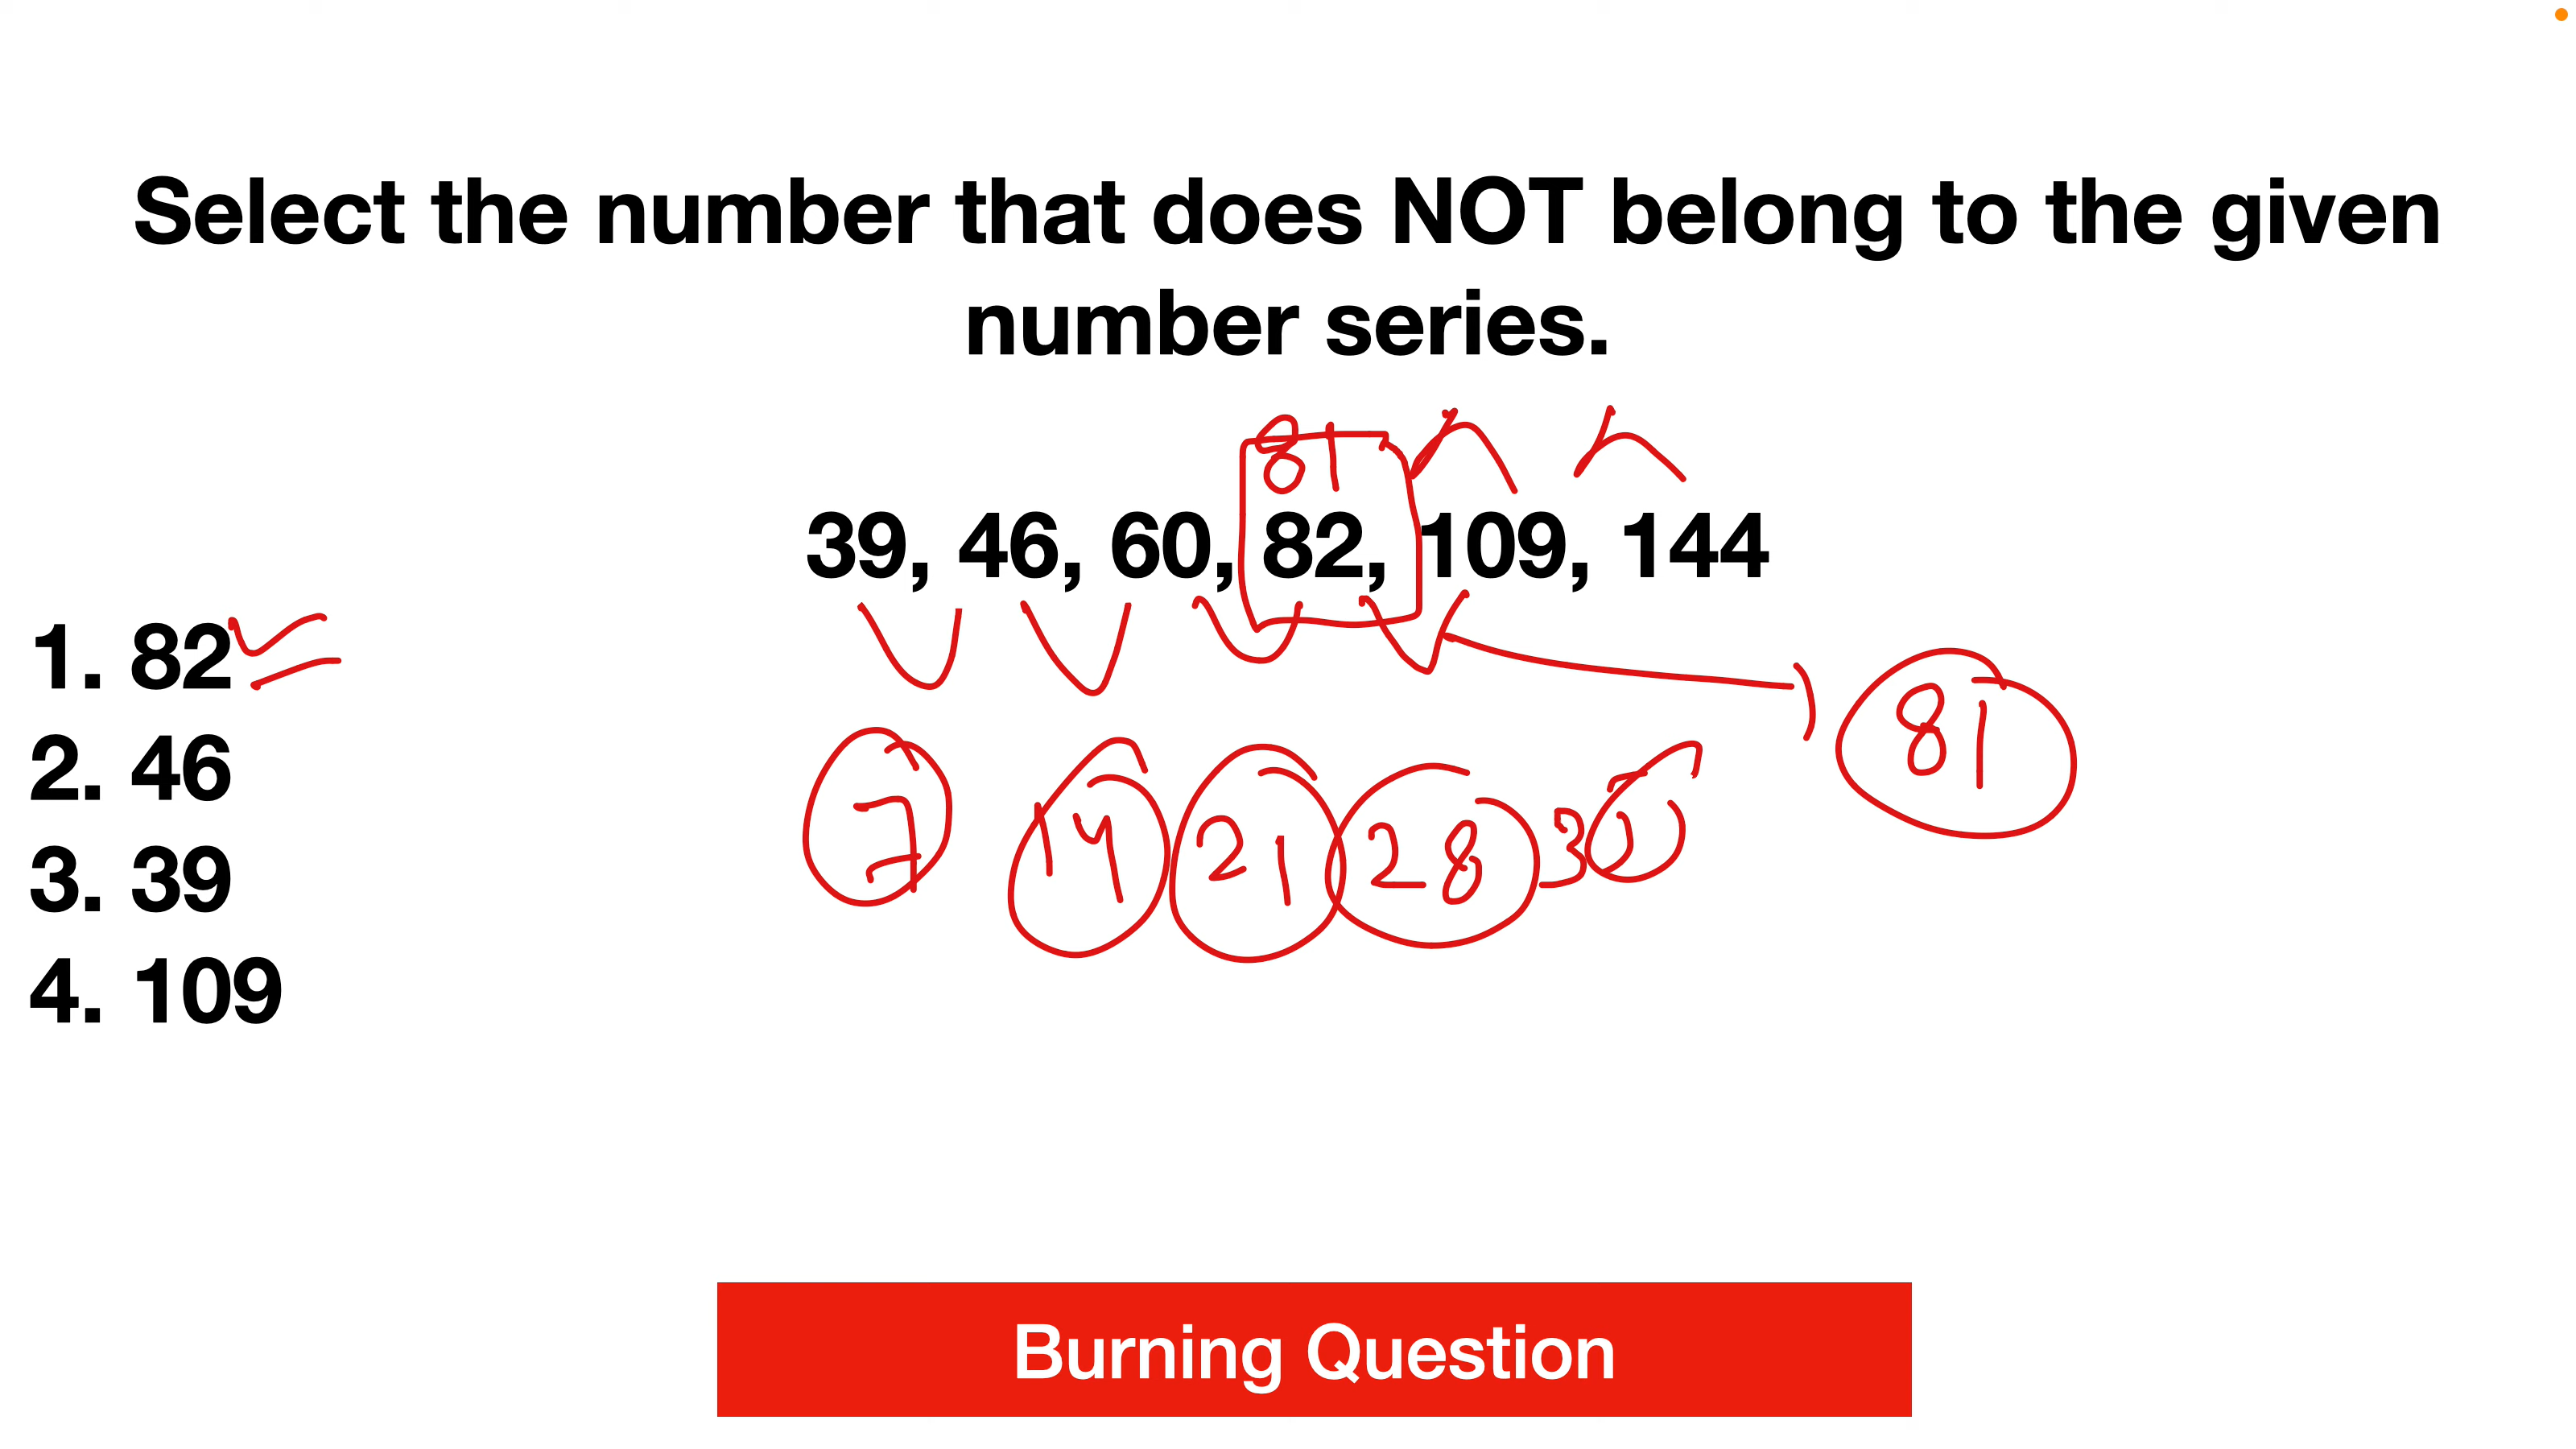 Select the number that does NOT belong to the given
number series.
81
39, 46, 60, 82, 109, 144
1. 82
2. 46
3. 39
4. 109
81
7 14 21 28
Burning Question